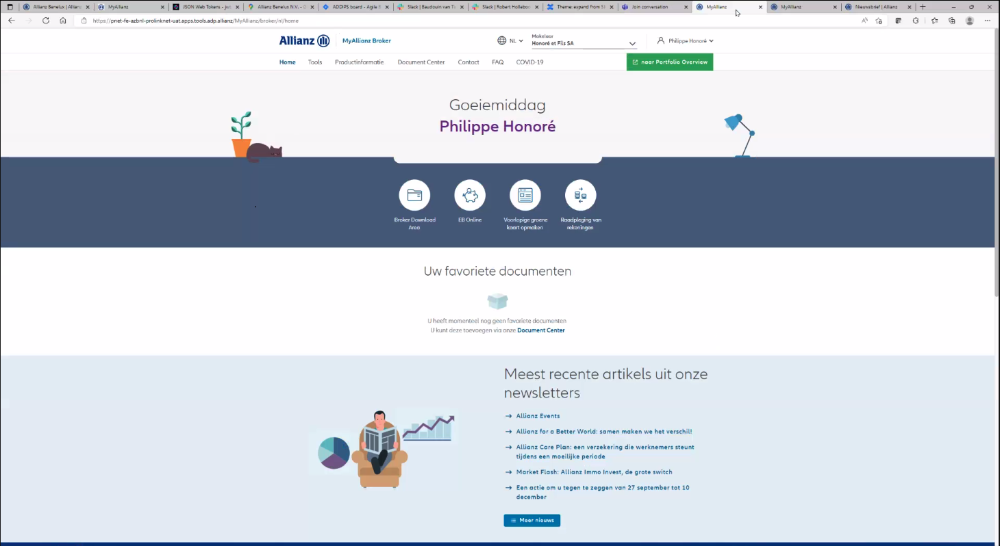 Allianz Benelux | Allian
MyAllianz
JSON Web Tokens - jwt
Allianz Benelux N.V. - G
ADDIPS board - Agile B
Slack | Baudouin van Ti
Slack | Robert Holleboo
Theme: expand from S
Join conversation
MyAllianz
MyAllianz
Nieuwsbrief | Allianz
https://pnet-fe-azbnl-prolinknet-uat.apps.tools.adp.allianz/MyAllianz/broker/nl/home
Allianz
MyAllianz Broker
NL
Makelaar
Honoré et Fils SA
Philippe Honoré
Home Tools Productinformatie Document Center Contact FAQ COVID-19
naar Portfolio Overview
Goeiemiddag
Philippe Honoré
Broker Download
Area
EB Online
Voorlopige groene
kaart opmaken
Raadpleging van
rekeningen
Uw favoriete documenten
U heeft momenteel nog geen favoriete documenten
U kunt deze toevoegen via onze Document Center
Meest recente artikels uit onze
newsletters
Allianz Events
Allianz for a Better World: samen maken we het verschil!
Allianz Care Plan: een verzekering die werknemers steunt
tijdens een moeilijke periode
Market Flash: Allianz Immo Invest, de grote switch
Een actie om u tegen te zeggen van 27 september tot 10
december
Meer nieuws